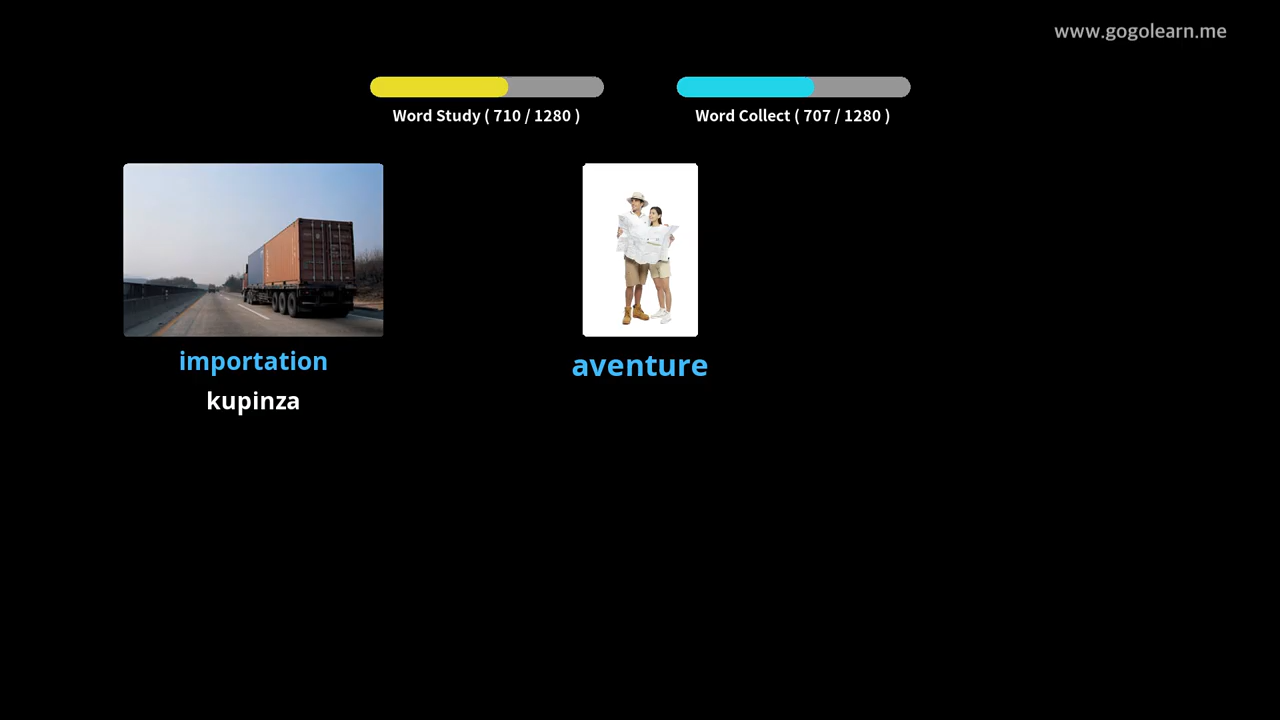 www.gogolearn.me
Word Study ( 710 / 1280 )
Word Collect ( 707 / 1280 )
importation
kupinza
aventure